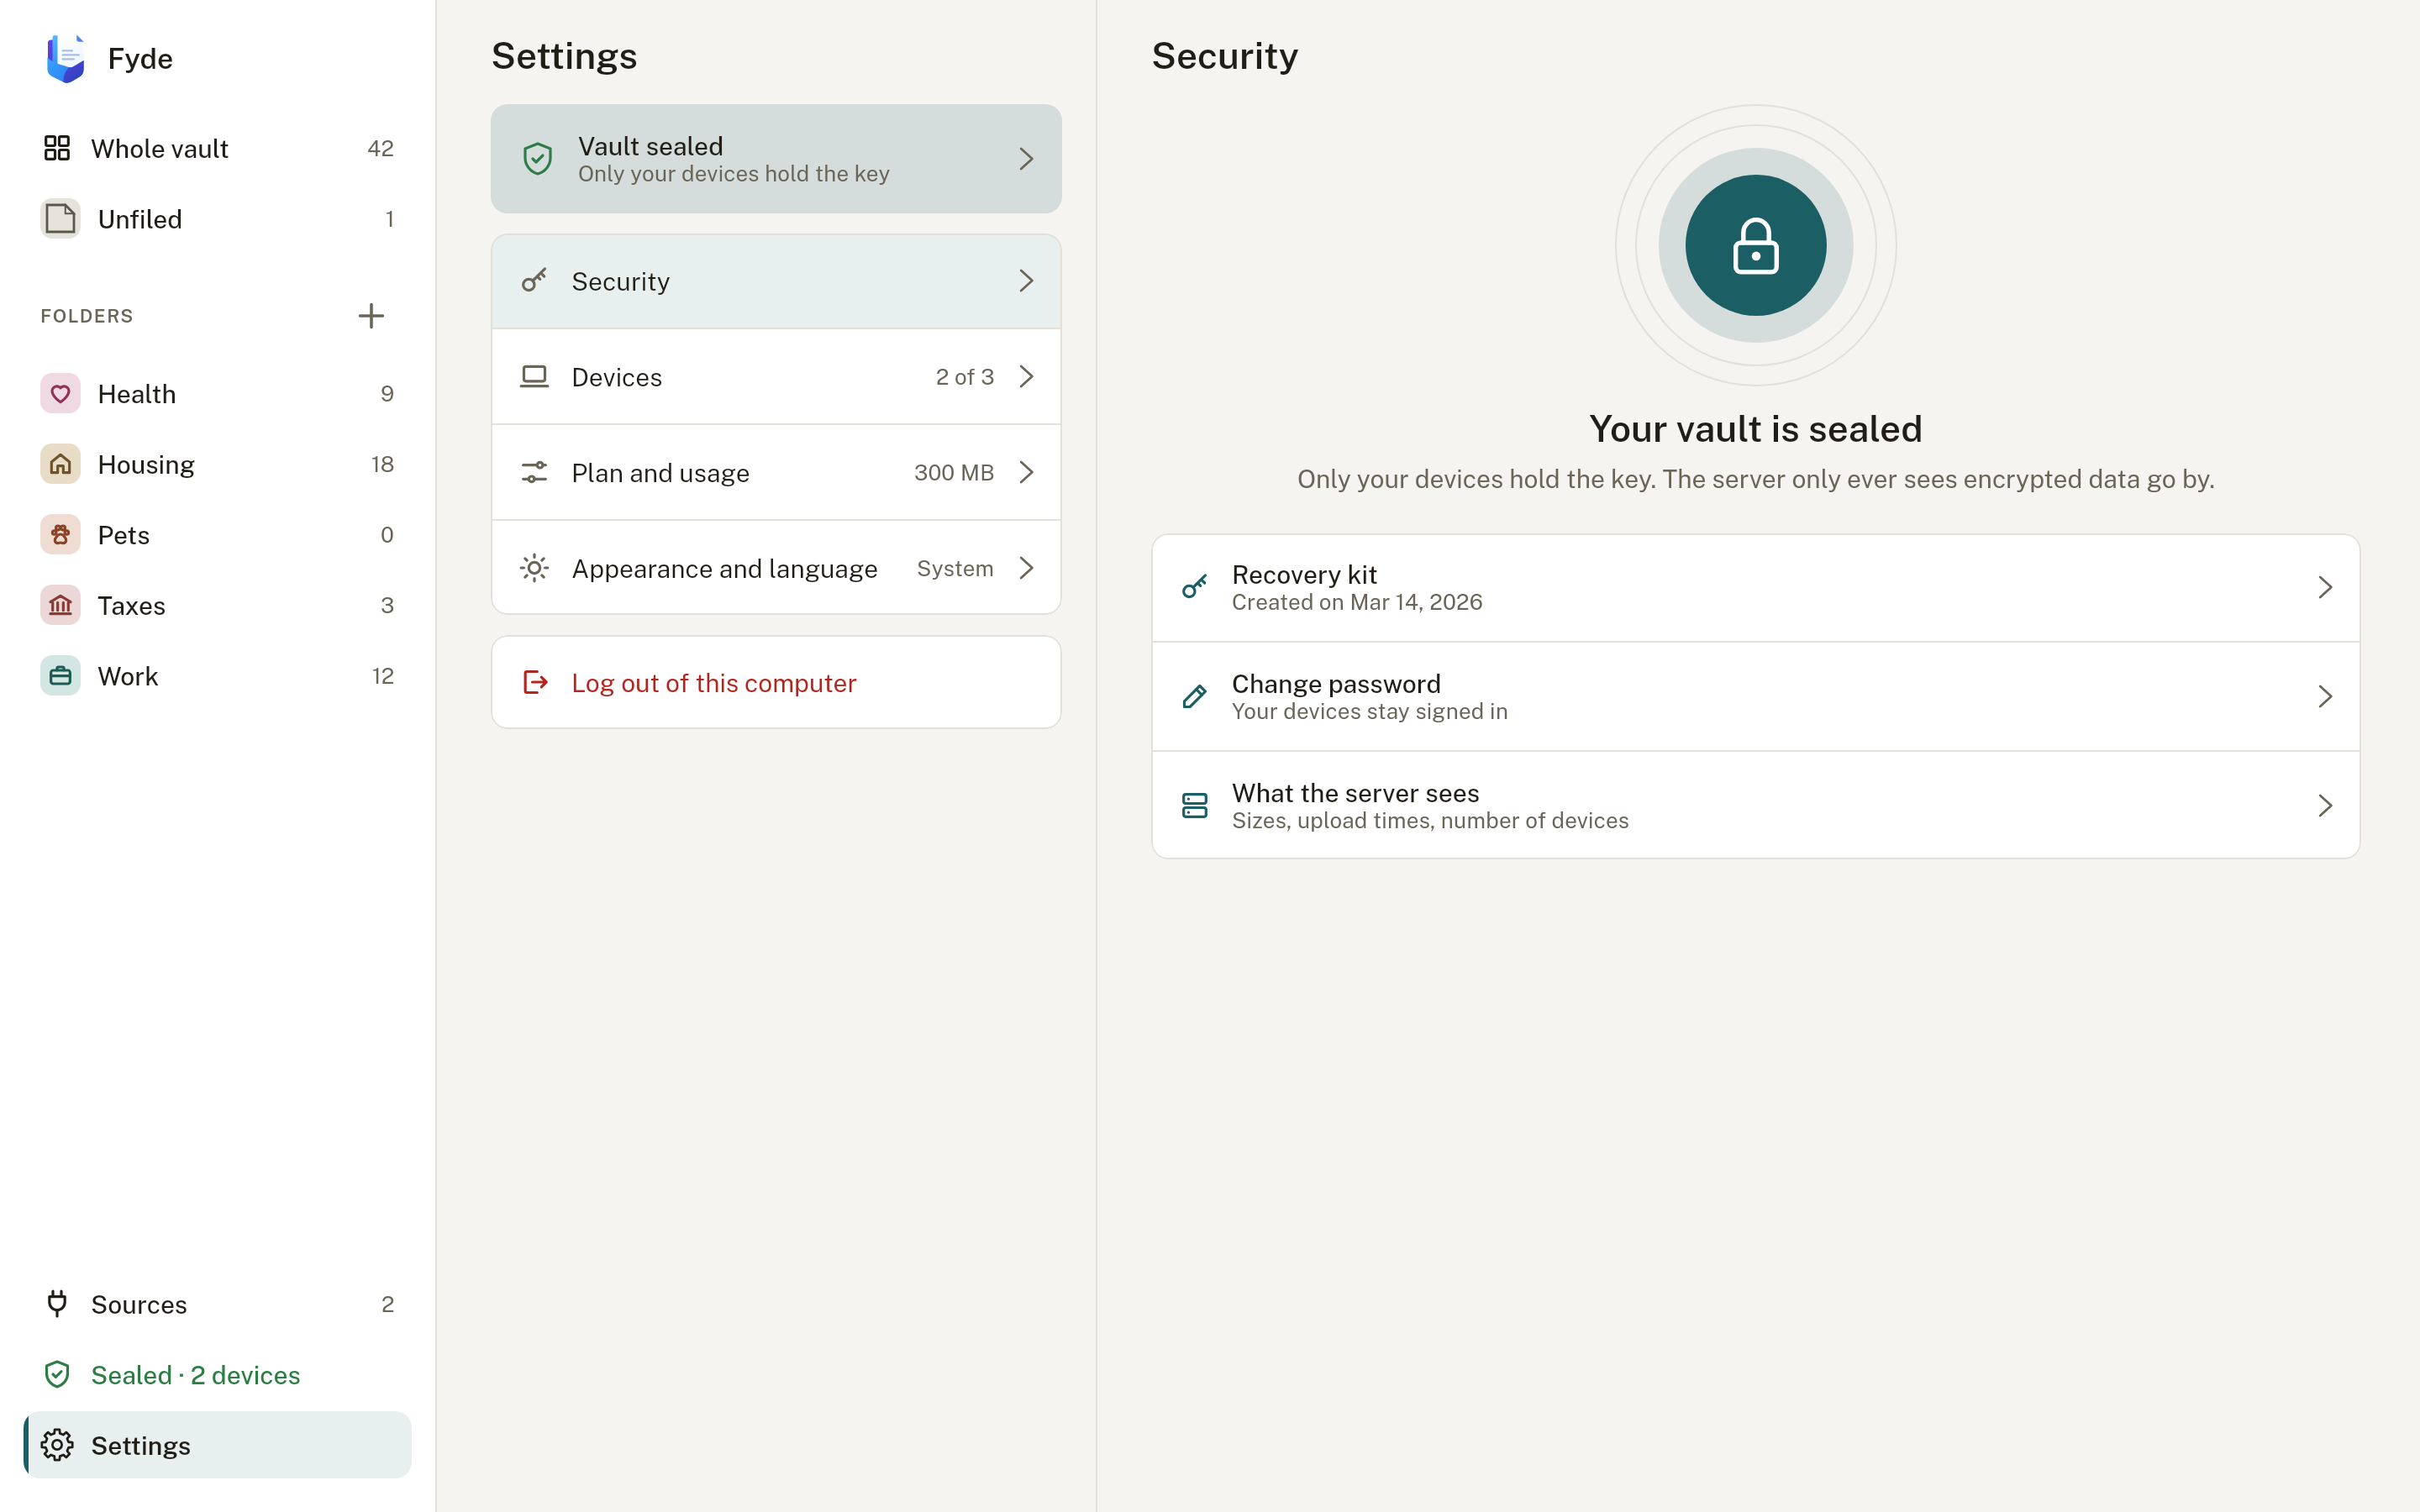 Fyde
Whole vault 42
Unfiled 1
FOLDERS
Health 9
Housing 18
Pets 0
Taxes 3
Work 12
Sources 2
Sealed · 2 devices
Settings
Settings
Vault sealed
Only your devices hold the key
Security
Devices 2 of 3
Plan and usage 300 MB
Appearance and language System
Log out of this computer
Security
Your vault is sealed
Only your devices hold the key. The server only ever sees encrypted data go by.
Recovery kit
Created on Mar 14, 2026
Change password
Your devices stay signed in
What the server sees
Sizes, upload times, number of devices